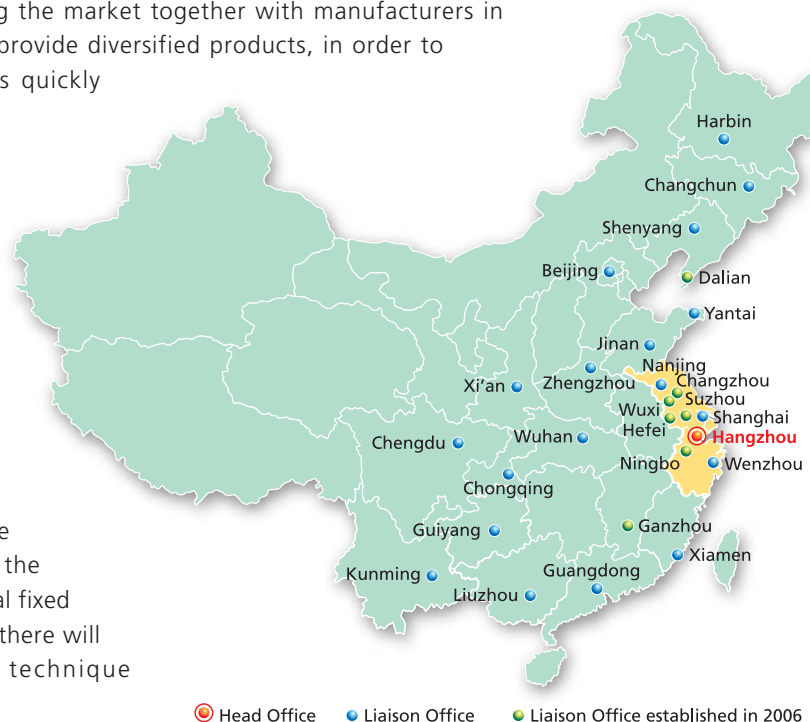 g the market together with manufacturers in
provide diversified products, in order to
s quickly
Harbin
Changchun
Shenyang
Beijing
Dalian
Yantai
Jinan
Nanjing
Xi'an
Zhengzhou
Changzhou
Suzhou
Wuxi
Shanghai
Chengdu
Wuhan
Hefei
Hangzhou
Ningbo
Wenzhou
Chongqing
Guiyang
Ganzhou
Xiamen
Kunming
Guangdong
Liuzhou
e
the
al fixed
there will
technique
Head Office
Liaison Office
Liaison Office established in 2006